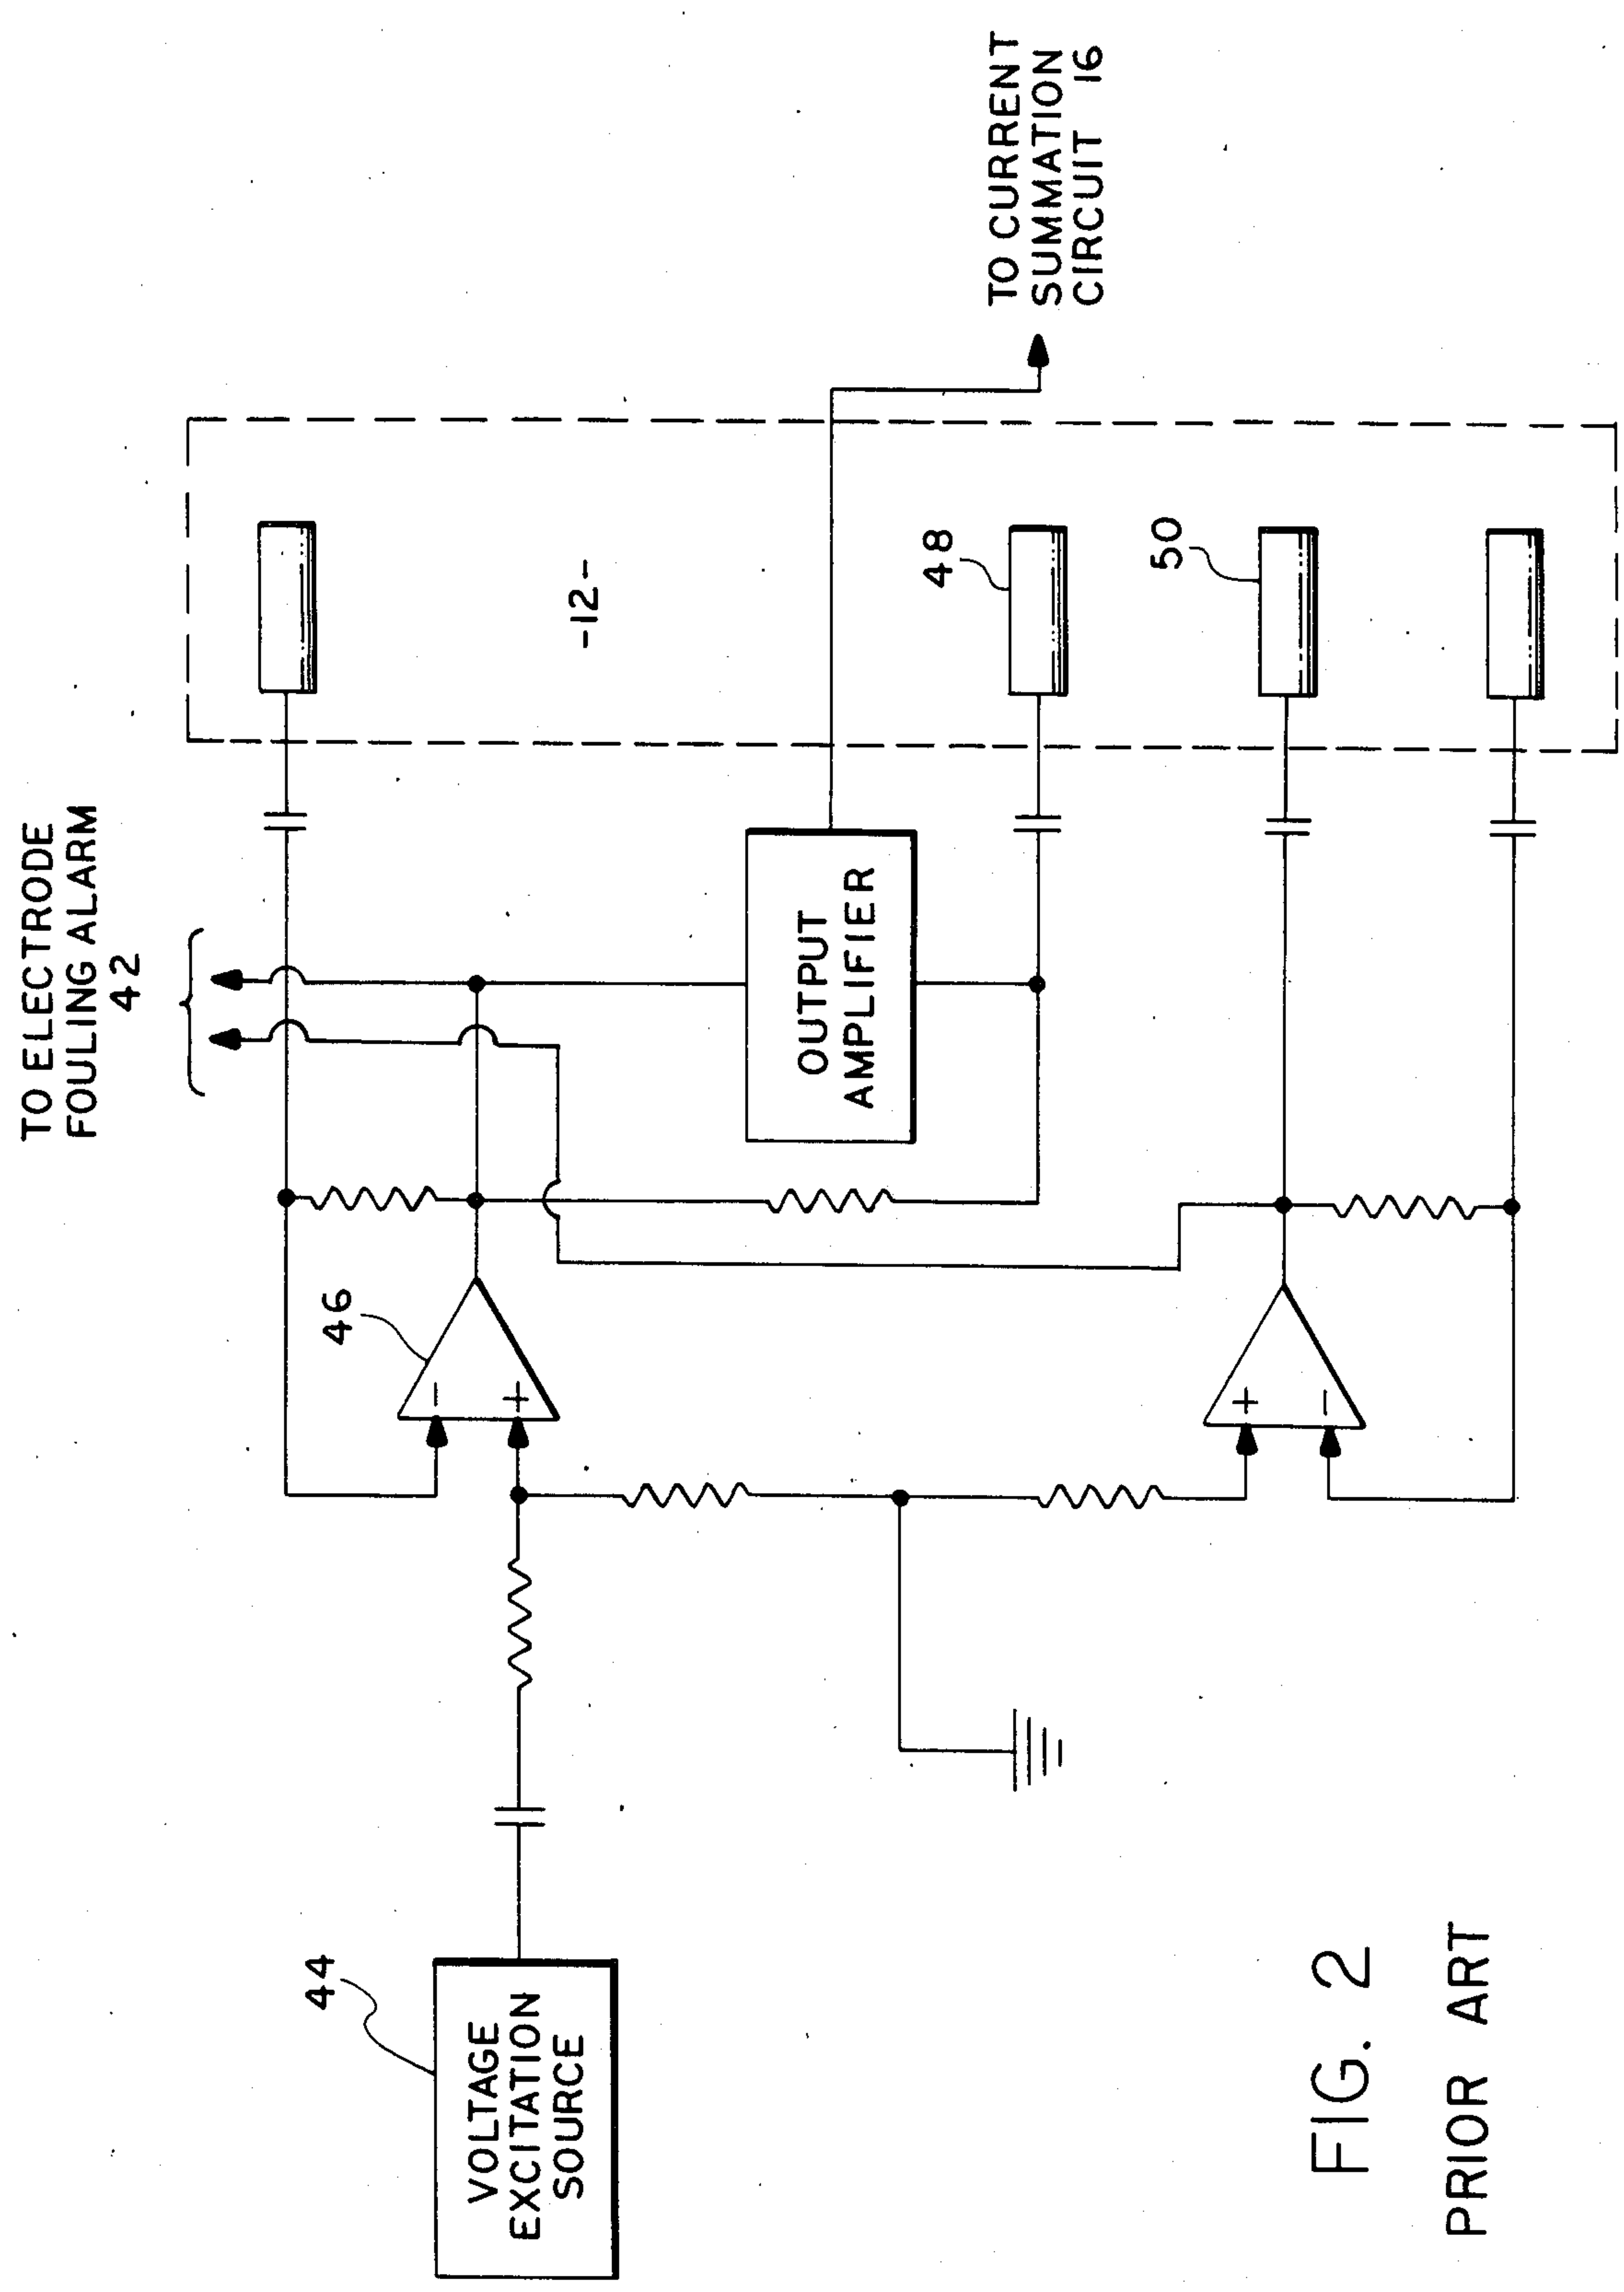 TO ELECTRODE
FOULING ALARM
42
TO CURRENT
SUMMATION
CIRCUIT 16
-12-
48
50
OUTPUT
AMPLIFIER
46
-
+
+
-
44
VOLTAGE
EXCITATION
SOURCE
FIG. 2
PRIOR ART